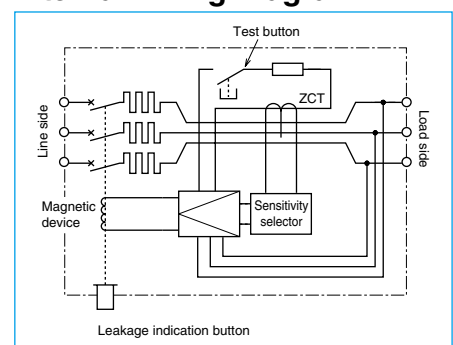 Test button
ZCT
Line side
Load side
Magnetic
device
Sensitivity
selector
Leakage indication button